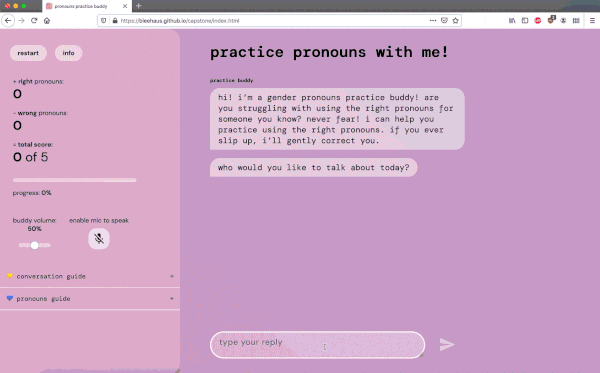 pronouns practice buddy
https://bleehaus.github.io/capstone/index.html
restart
info
+ right pronouns:
0
- wrong pronouns:
0
= total score:
0 of 5
progress: 0%
buddy volume:
50%
enable mic to speak
conversation guide
pronouns guide
practice pronouns with me!
practice buddy
hi! i'm a gender pronouns practice buddy! are
you struggling with using the right pronouns for
someone you know? never fear! i can help you
practice using the right pronouns. if you ever
slip up, i'll gently correct you.
who would you like to talk about today?
type your reply